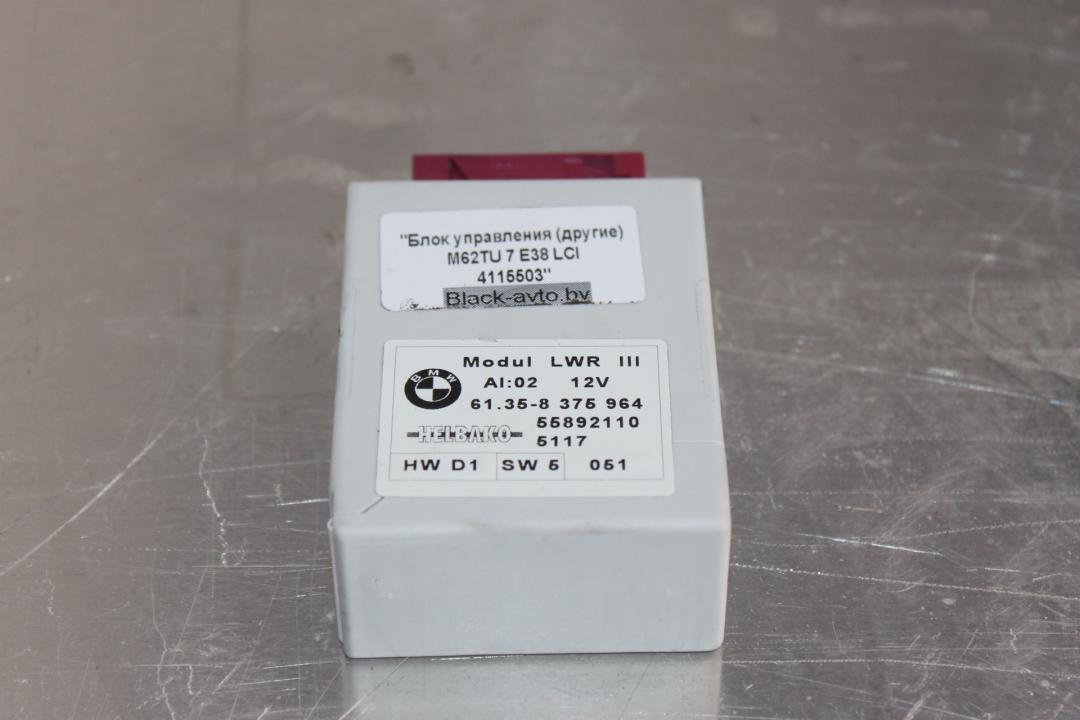 "Блок управления (другие)
M62TU 7 E38 LCI
4115503"
Black-avto.by
BMW
Modul LWR III
AI:02 12V
61.35-8 375 964
55892110
HELBAKO
5117
HW D1 SW 5 051